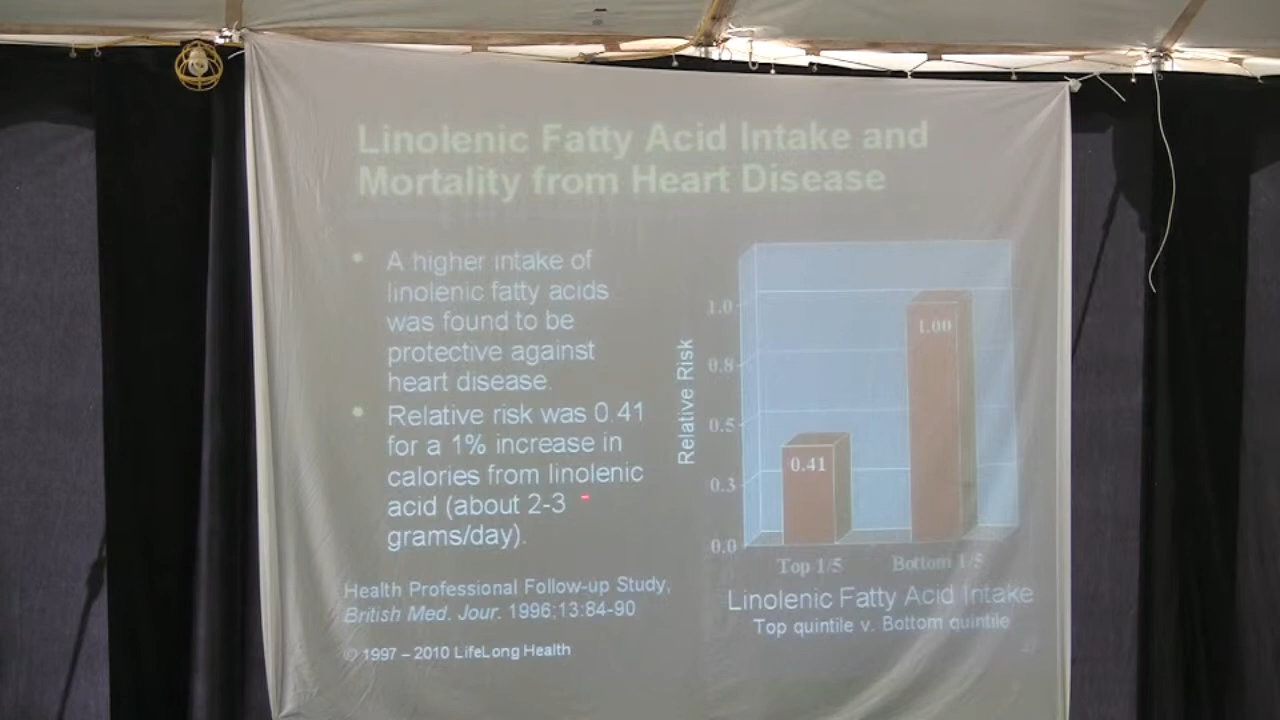 Linolenic Fatty Acid Intake and
Mortality from Heart Disease
• A higher intake of
linolenic fatty acids
was found to be
protective against
heart disease.
• Relative risk was 0.41
for a 1% increase in
calories from linolenic
acid (about 2-3
grams/day).
Health Professional Follow-up Study,
British Med. Jour. 1996;13:84-90
© 1997 – 2010 LifeLong Health
Relative Risk
1.0
0.8
0.5
0.3
0.0
0.41
1.00
Top 1/5
Bottom 1/5
Linolenic Fatty Acid Intake
Top quintile v. Bottom quintile